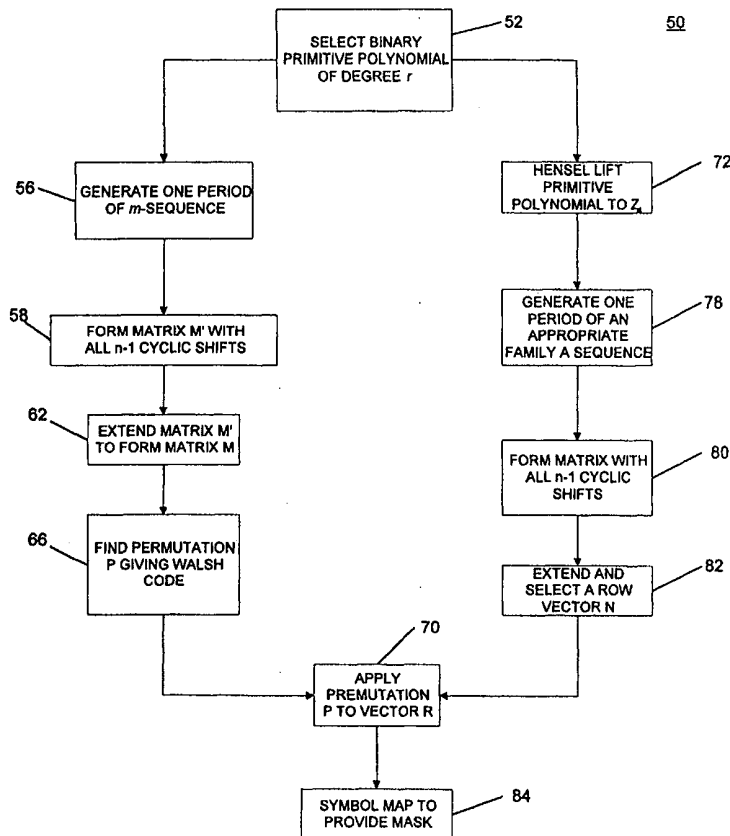 50
52
SELECT BINARY
PRIMITIVE POLYNOMIAL
OF DEGREE r
56
GENERATE ONE PERIOD
OF m-SEQUENCE
72
HENSEL LIFT
PRIMITIVE
POLYNOMIAL TO Z4
58
FORM MATRIX M' WITH
ALL n-1 CYCLIC SHIFTS
78
GENERATE ONE
PERIOD OF AN
APPROPRIATE
FAMILY A SEQUENCE
62
EXTEND MATRIX M'
TO FORM MATRIX M
80
FORM MATRIX WITH
ALL n-1 CYCLIC
SHIFTS
66
FIND PERMUTATION
P GIVING WALSH
CODE
82
EXTEND AND
SELECT A ROW
VECTOR N
70
APPLY
PREMUTATION
P TO VECTOR R
84
SYMBOL MAP TO
PROVIDE MASK